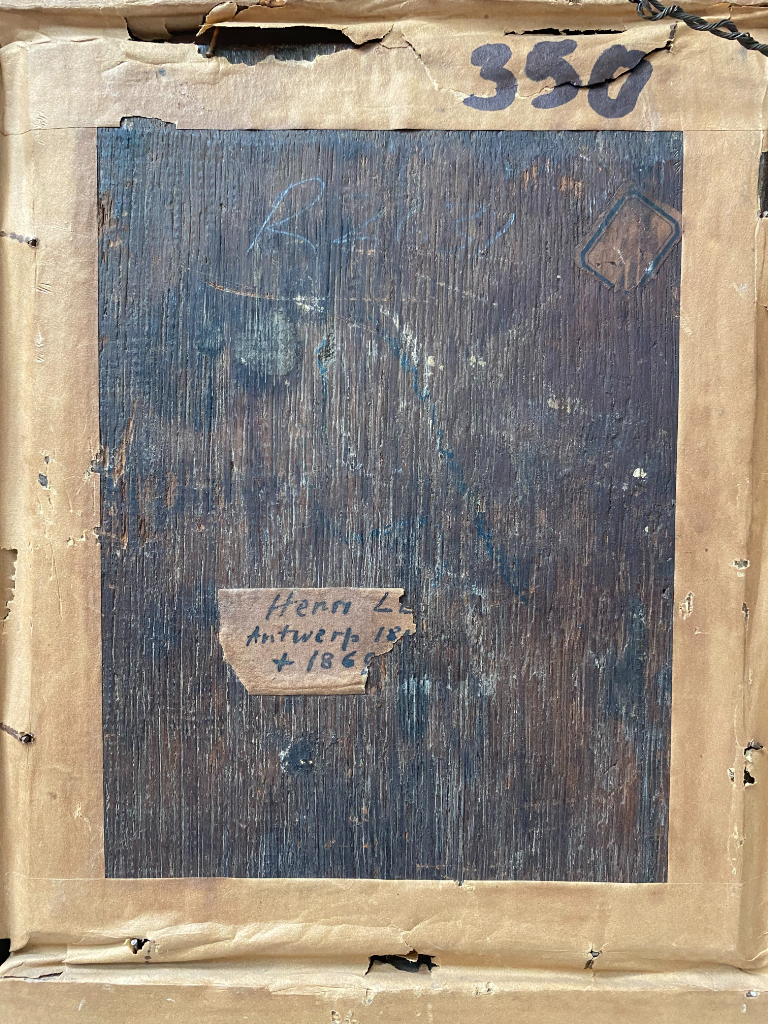 350
Henri
Antwerp 18
+ 186